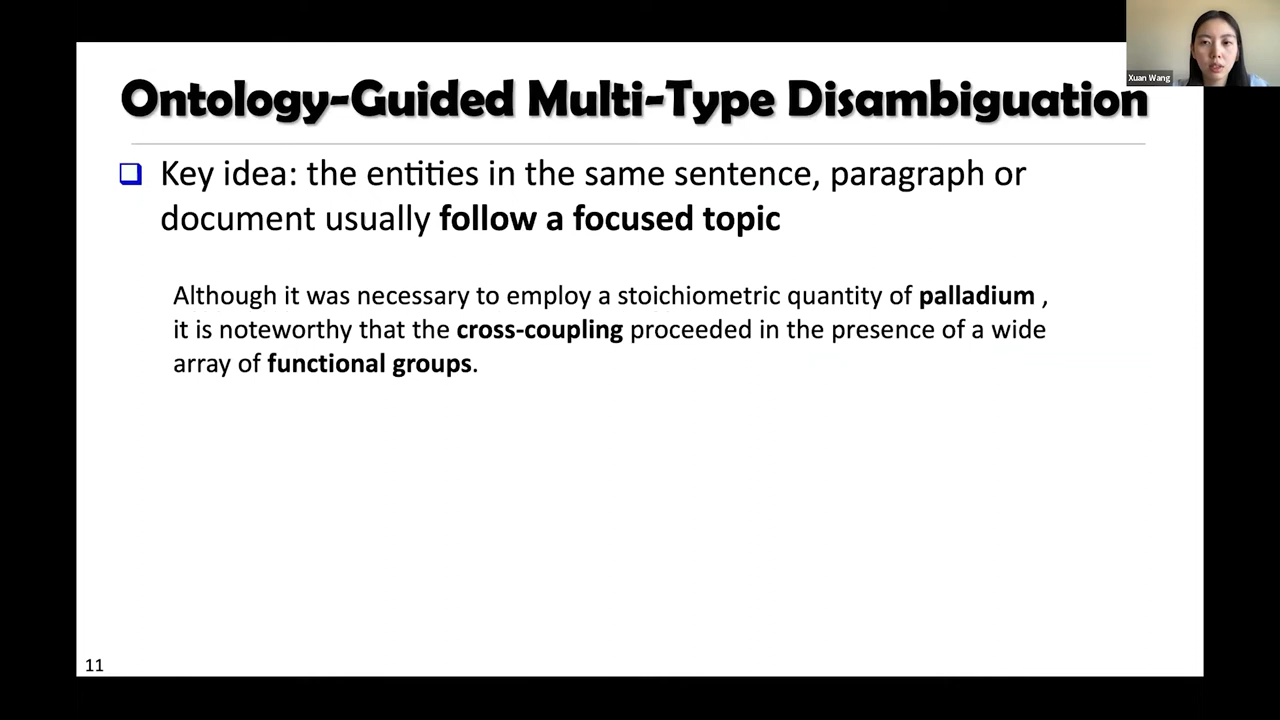 Xuan Wang
Ontology-Guided Multi-Type Disambiguation
Key idea: the entities in the same sentence, paragraph or
document usually follow a focused topic
Although it was necessary to employ a stoichiometric quantity of palladium ,
it is noteworthy that the cross-coupling proceeded in the presence of a wide
array of functional groups.
11